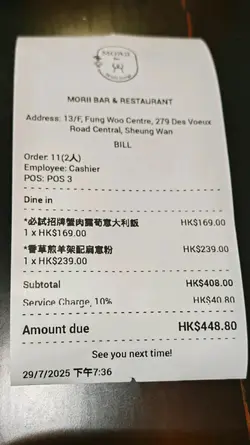 MORII
MORII BAR & RESTAURANT
Address: 13/F, Fung Woo Centre, 279 Des Voeux
Road Central, Sheung Wan
BILL
Order: 11(2人)
Employee: Cashier
POS: POS 3
Dine in
*必試招牌蟹肉露筍意大利飯 HK$169.00
1 x HK$169.00
*香草煎羊架配扁意粉 HK$239.00
1 x HK$239.00
Subtotal HK$408.00
Service Charge, 10% HK$40.80
Amount due HK$448.80
See you next time!
29/7/2025 下午7:36